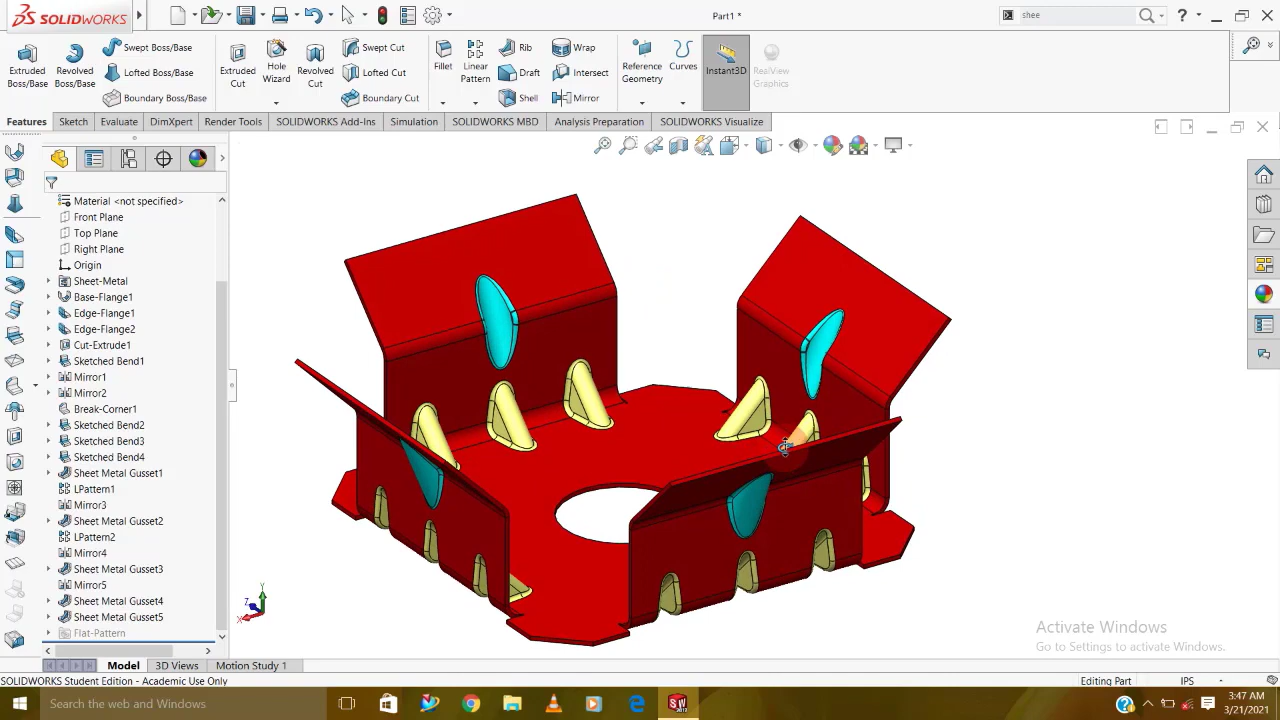 SOLIDWORKS
Part1 *
shee
Extruded Boss/Base
Revolved Boss/Base
Swept Boss/Base
Lofted Boss/Base
Boundary Boss/Base
Extruded Cut
Hole Wizard
Revolved Cut
Swept Cut
Lofted Cut
Boundary Cut
Fillet
Linear Pattern
Rib
Draft
Shell
Wrap
Intersect
Mirror
Reference Geometry
Curves
Instant3D
RealView Graphics
Features
Sketch
Evaluate
DimXpert
Render Tools
SOLIDWORKS Add-Ins
Simulation
SOLIDWORKS MBD
Analysis Preparation
SOLIDWORKS Visualize
Material <not specified>
Front Plane
Top Plane
Right Plane
Origin
Sheet-Metal
Base-Flange1
Edge-Flange1
Edge-Flange2
Cut-Extrude1
Sketched Bend1
Mirror1
Mirror2
Break-Corner1
Sketched Bend2
Sketched Bend3
Sketched Bend4
Sheet Metal Gusset1
LPattern1
Mirror3
Sheet Metal Gusset2
LPattern2
Mirror4
Sheet Metal Gusset3
Mirror5
Sheet Metal Gusset4
Sheet Metal Gusset5
Flat-Pattern
Y
Z
X
Activate Windows
Go to Settings to activate Windows.
Model
3D Views
Motion Study 1
SOLIDWORKS Student Edition - Academic Use Only
Editing Part
IPS
Search the web and Windows
3:47 AM
3/21/2021